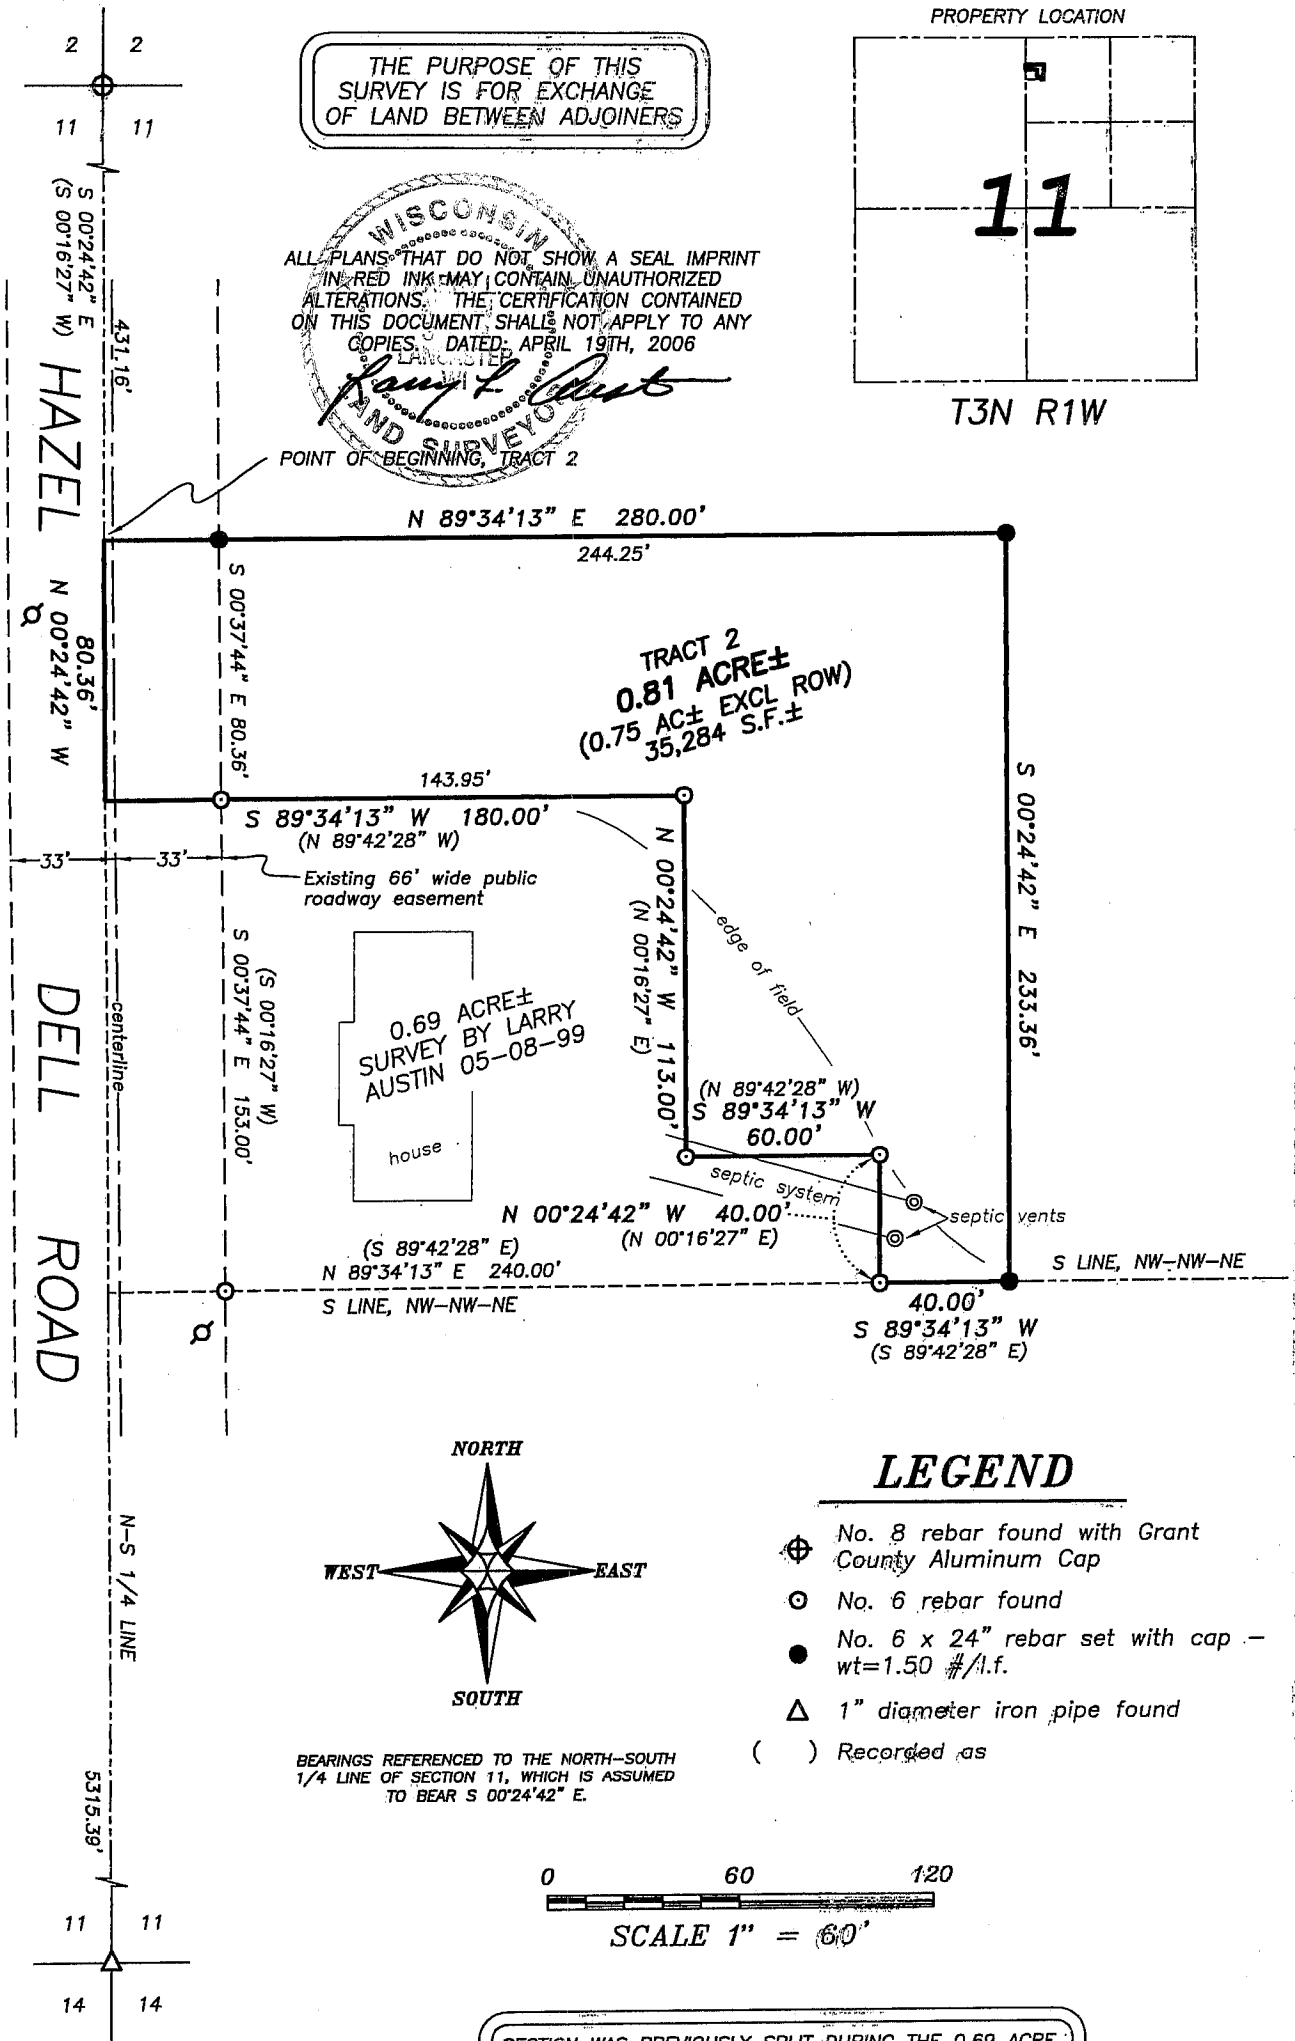 PROPERTY LOCATION
2 2
11 11
THE PURPOSE OF THIS
SURVEY IS FOR EXCHANGE
OF LAND BETWEEN ADJOINERS
11
T3N R1W
WISCONSIN
LANCASTER
WI
LAND SURVEYOR
ALL PLANS THAT DO NOT SHOW A SEAL IMPRINT
IN RED INK MAY CONTAIN UNAUTHORIZED
ALTERATIONS. THE CERTIFICATION CONTAINED
ON THIS DOCUMENT SHALL NOT APPLY TO ANY
COPIES. DATED: APRIL 19TH, 2006
Larry L. Aust
S 00°24'42" E
(S 00°16'27" W)
431.16'
POINT OF BEGINNING, TRACT 2
HAZEL DELL ROAD
N 89°34'13" E 280.00'
244.25'
80.36'
N 00°24'42" W
S 00°37'44" E 80.36'
TRACT 2
0.81 ACRE±
(0.75 AC± EXCL ROW)
35,284 S.F.±
S 00°24'42" E 233.36'
143.95'
S 89°34'13" W 180.00'
(N 89°42'28" W)
33' 33'
Existing 66' wide public
roadway easement
N 00°24'42" W 113.00'
(N 00°16'27" E)
edge of field
(S 00°16'27" W)
S 00°37'44" E 153.00'
centerline
0.69 ACRE±
SURVEY BY LARRY
AUSTIN 05-08-99
house
(N 89°42'28" W)
S 89°34'13" W
60.00'
septic system
septic vents
N 00°24'42" W 40.00'
(N 00°16'27" E)
(S 89°42'28" E)
N 89°34'13" E 240.00'
S LINE, NW-NW-NE
S LINE, NW-NW-NE
40.00'
S 89°34'13" W
(S 89°42'28" E)
N-S 1/4 LINE
5315.39'
NORTH
WEST EAST
SOUTH
BEARINGS REFERENCED TO THE NORTH-SOUTH
1/4 LINE OF SECTION 11, WHICH IS ASSUMED
TO BEAR S 00°24'42" E.
LEGEND
No. 8 rebar found with Grant
County Aluminum Cap
No. 6 rebar found
No. 6 x 24" rebar set with cap -
wt=1.50 #/l.f.
1" diameter iron pipe found
( ) Recorded as
0 60 120
SCALE 1" = 60'
11 11
14 14
SECTION WAS PREVIOUSLY SPLIT DURING THE 0.69 ACRE